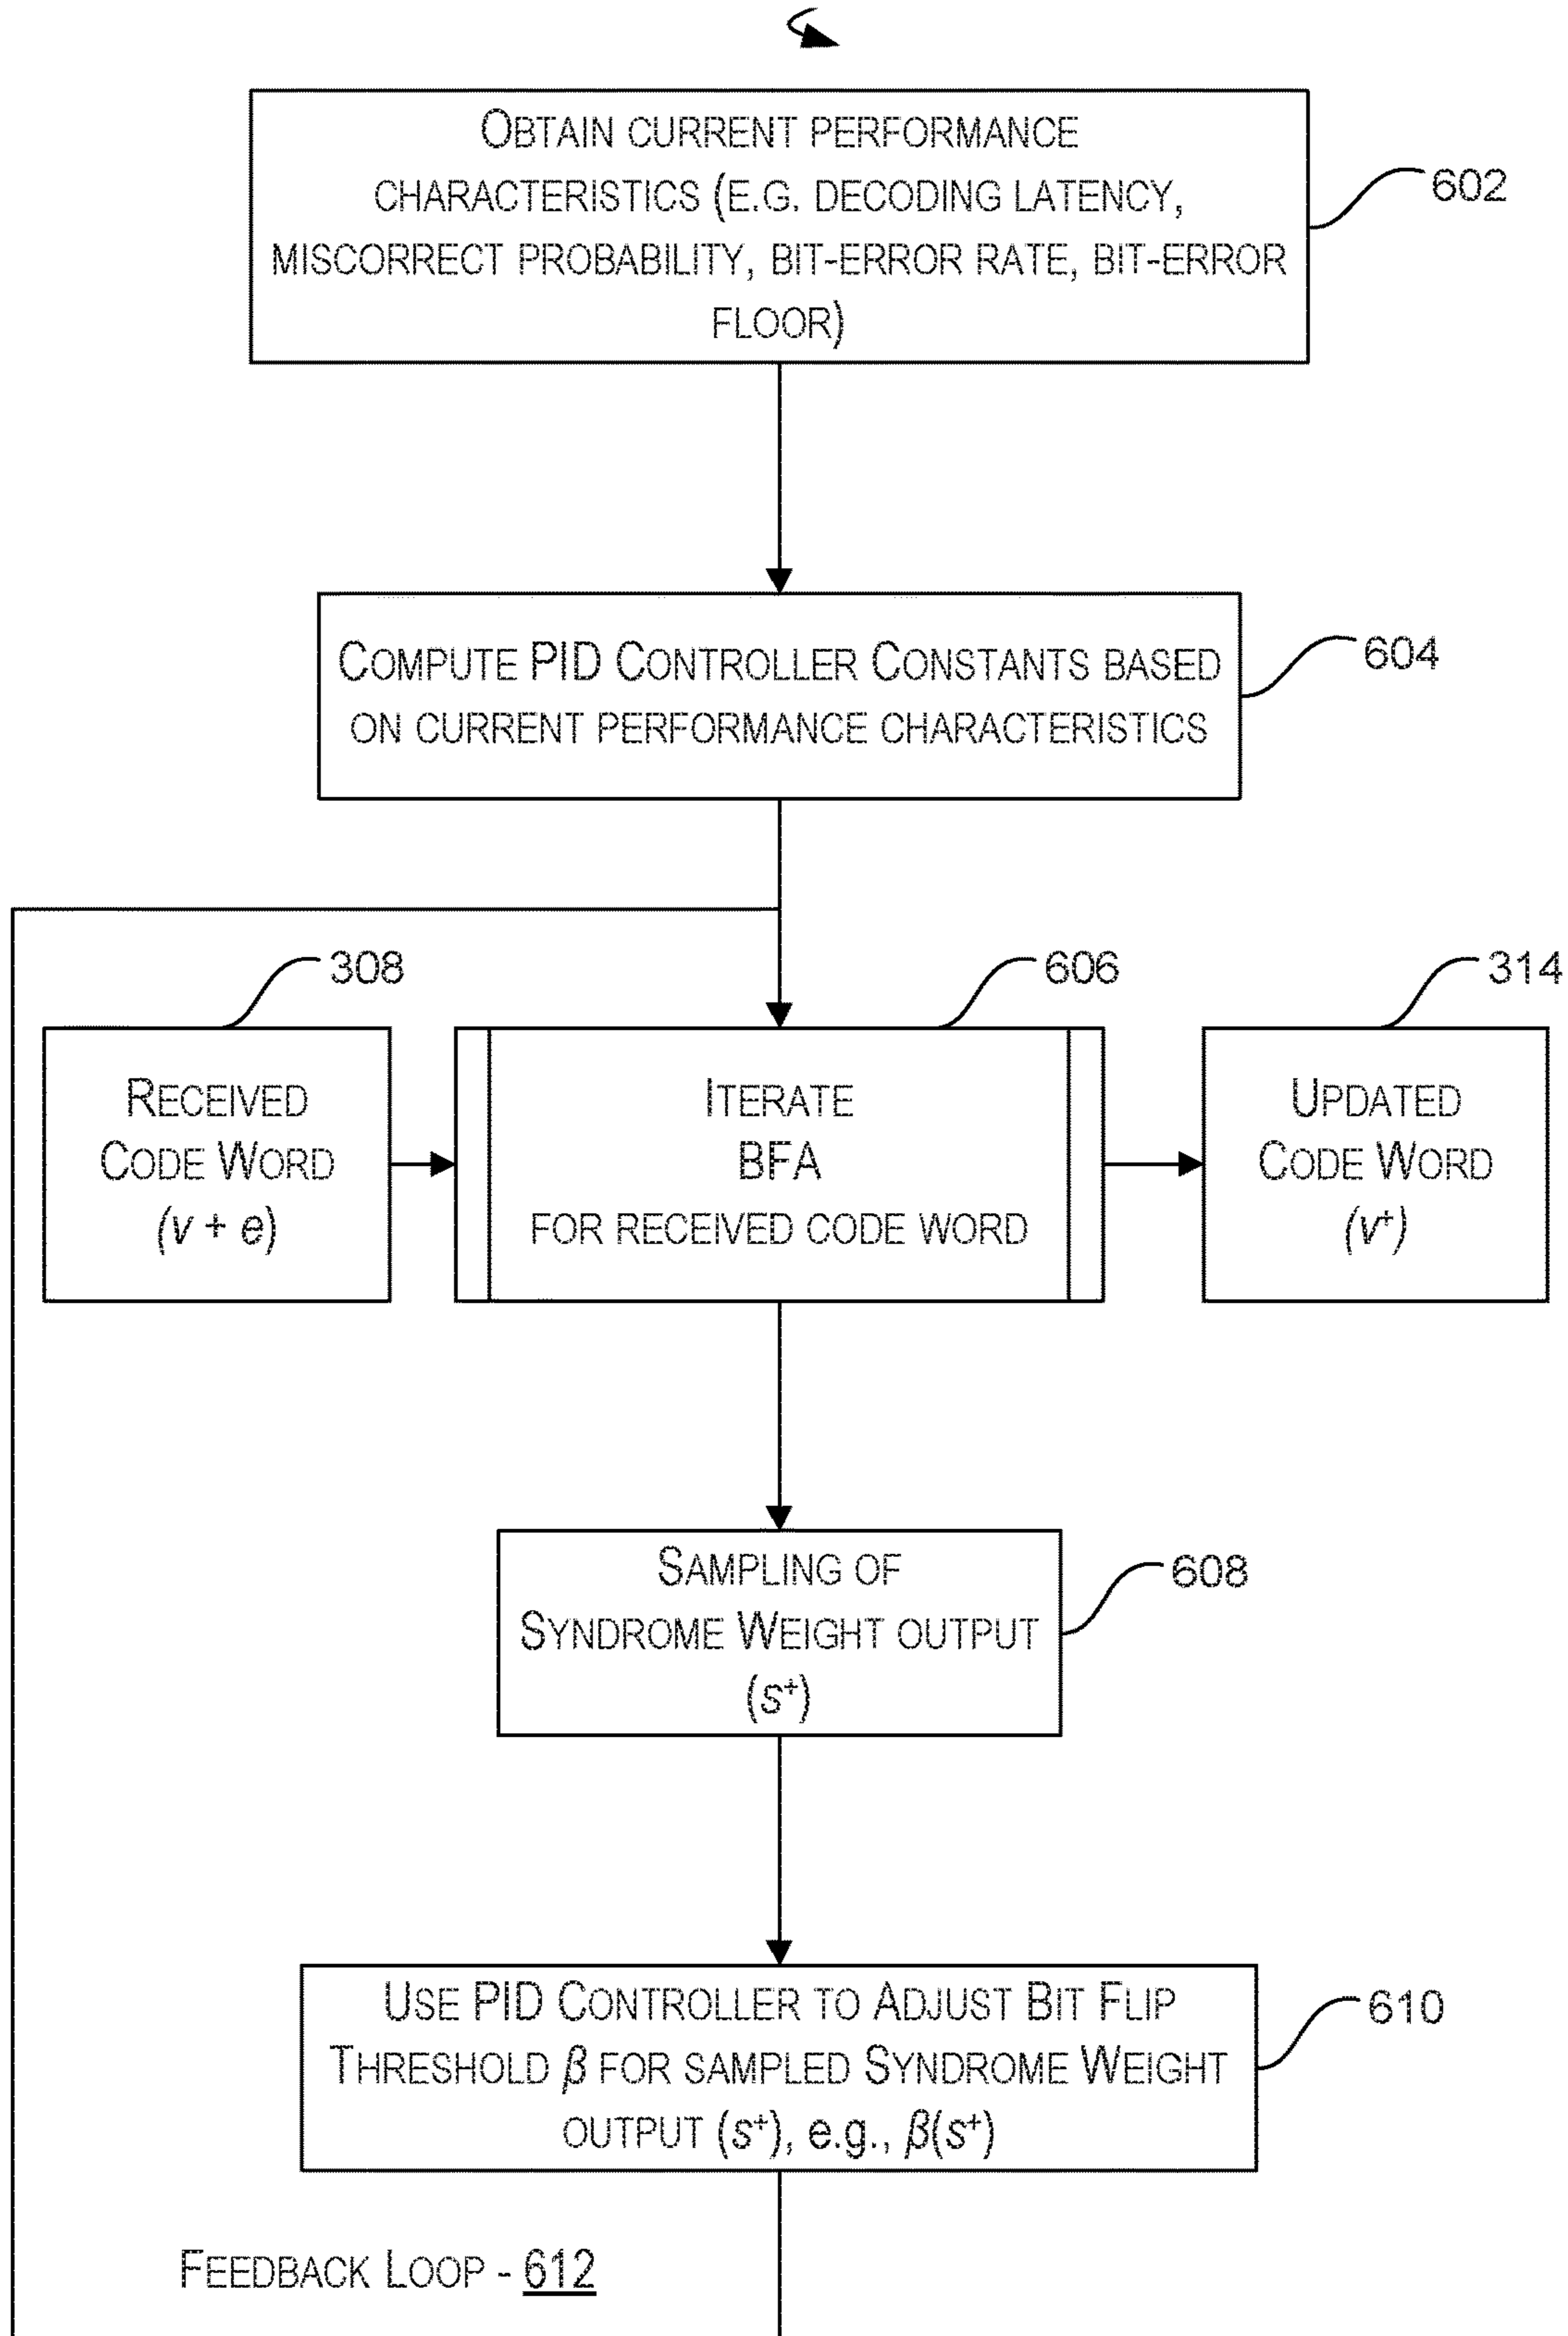 OBTAIN CURRENT PERFORMANCE
CHARACTERISTICS (E.G. DECODING LATENCY,
MISCORRECT PROBABILITY, BIT-ERROR RATE, BIT-ERROR
FLOOR)
602
COMPUTE PID CONTROLLER CONSTANTS BASED
ON CURRENT PERFORMANCE CHARACTERISTICS
604
308
606
314
RECEIVED
CODE WORD
(v + e)
ITERATE
BFA
FOR RECEIVED CODE WORD
UPDATED
CODE WORD
(v⁺)
SAMPLING OF
SYNDROME WEIGHT OUTPUT
(s⁺)
608
USE PID CONTROLLER TO ADJUST BIT FLIP
THRESHOLD β FOR SAMPLED SYNDROME WEIGHT
OUTPUT (s⁺), e.g., β(s⁺)
610
FEEDBACK LOOP - 612